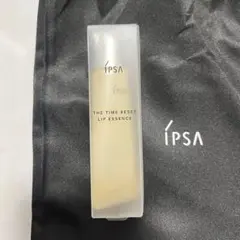 IPSA
THE TIME RESET
LIP ESSENCE
IPSA